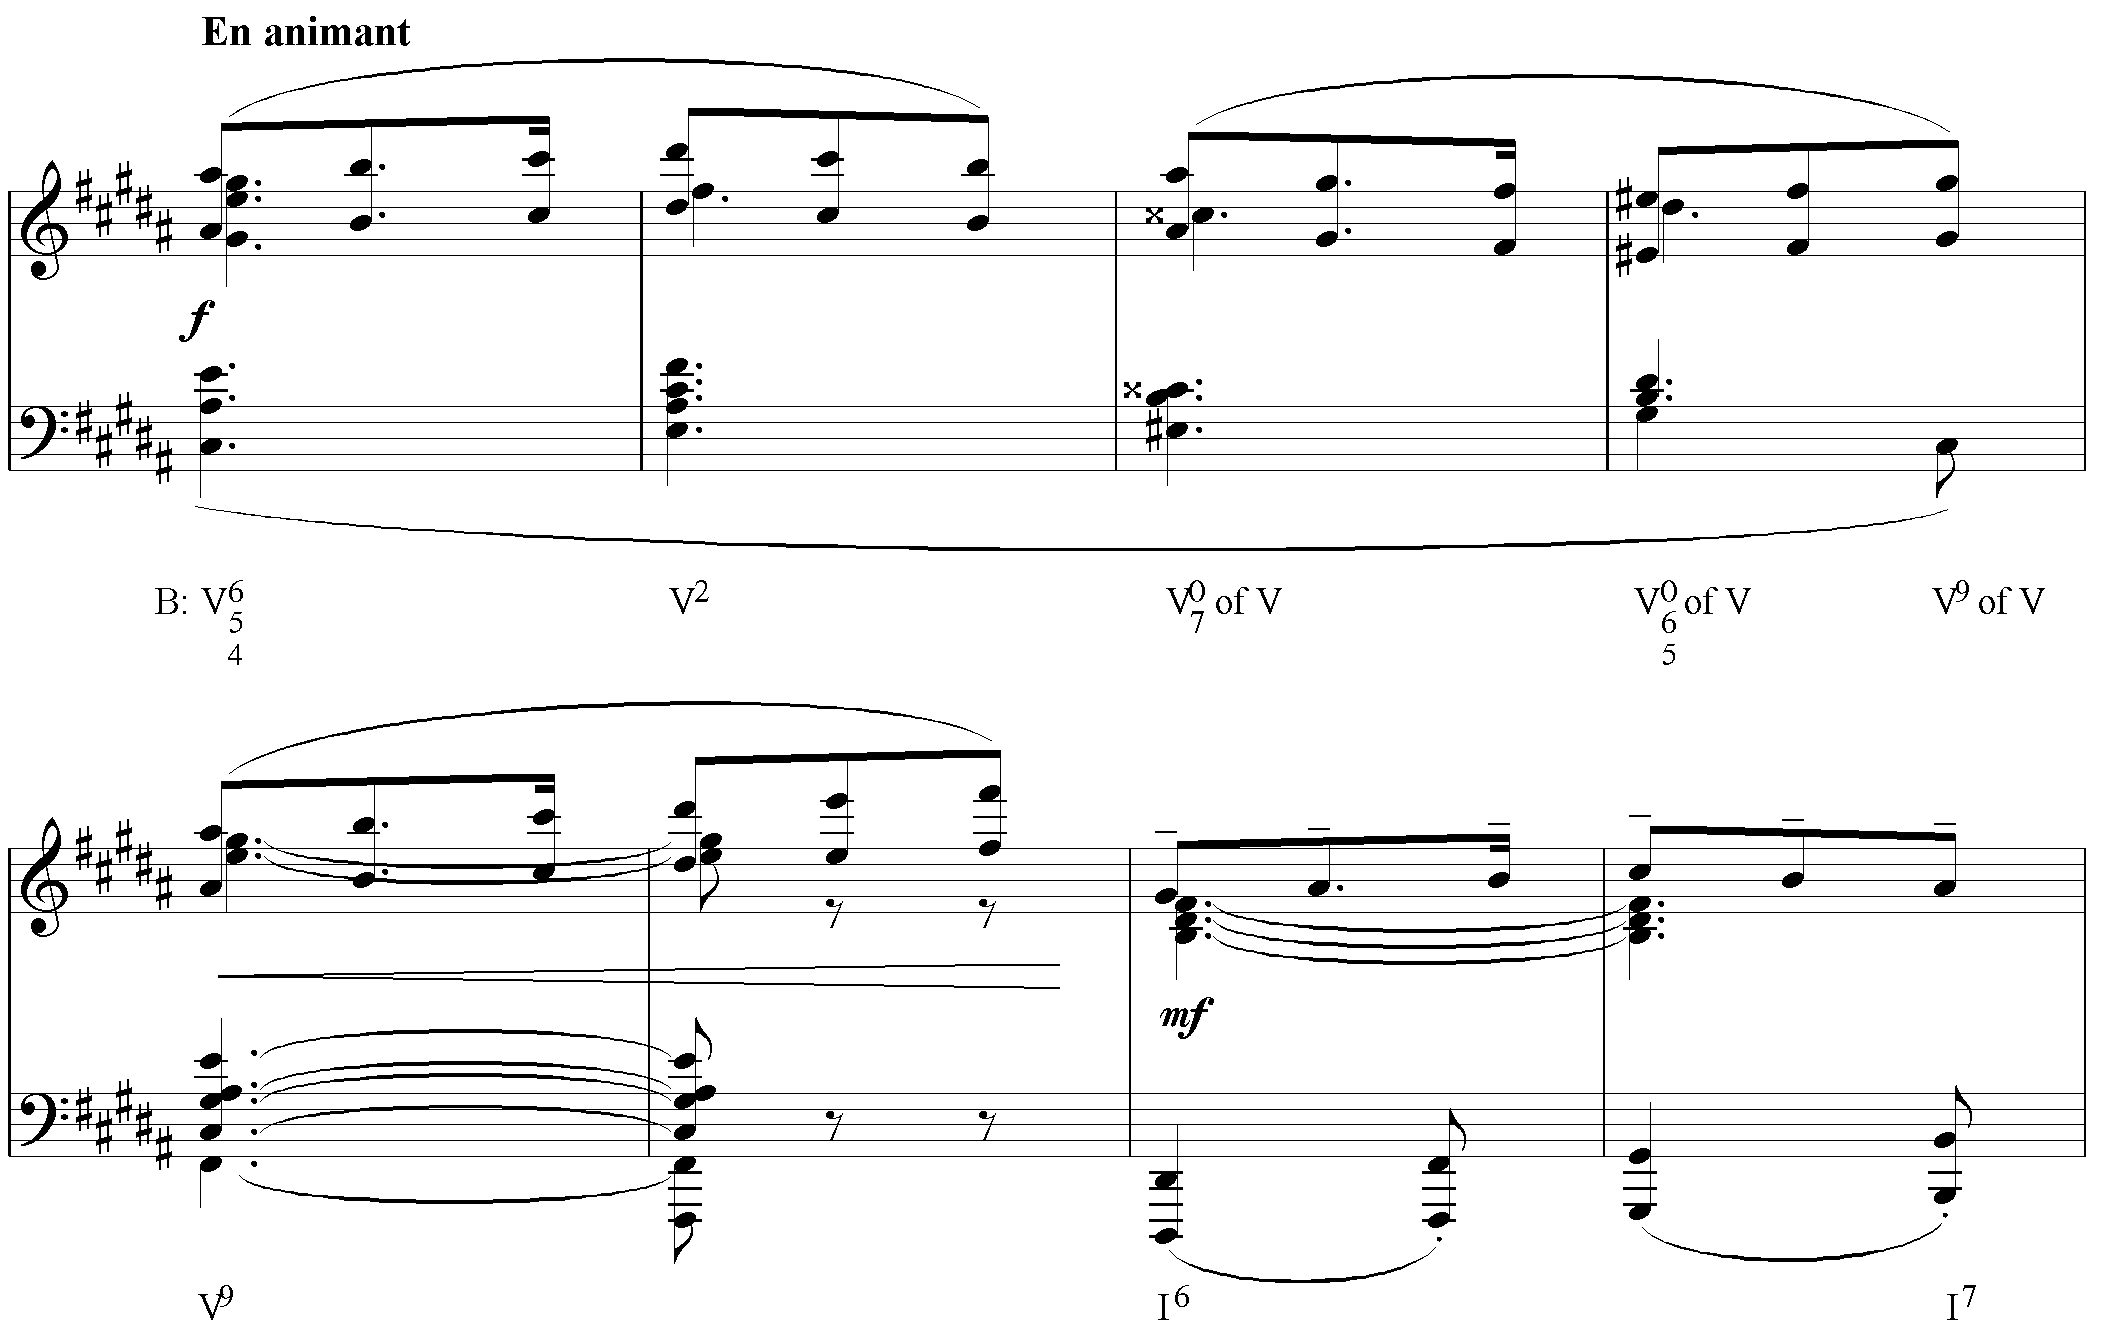 En animant
f
B: V6 5 4 V2 V0 7 of V V0 6 5 of V V9 of V
mf
V9 I6 I7